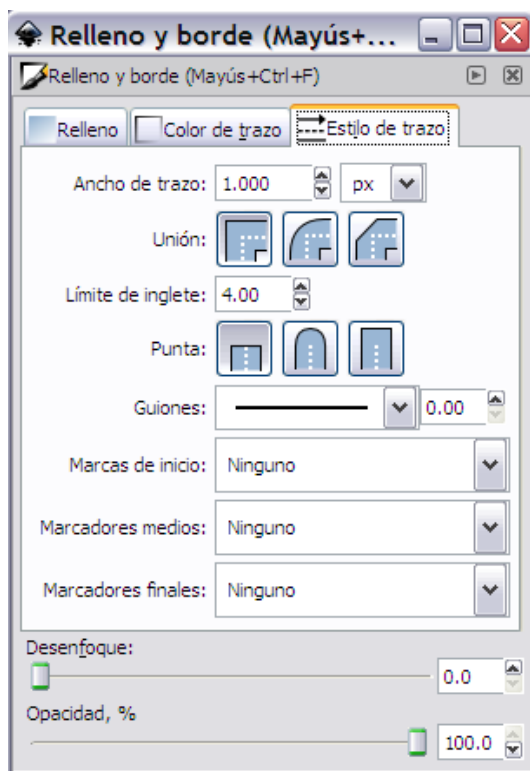 Relleno y borde (Mayús+...
Relleno y borde (Mayús+Ctrl+F)
Relleno Color de trazo Estilo de trazo
Ancho de trazo: 1.000 px
Unión:
Límite de inglete: 4.00
Punta:
Guiones: 0.00
Marcas de inicio: Ninguno
Marcadores medios: Ninguno
Marcadores finales: Ninguno
Desenfoque:
0.0
Opacidad, %
100.0